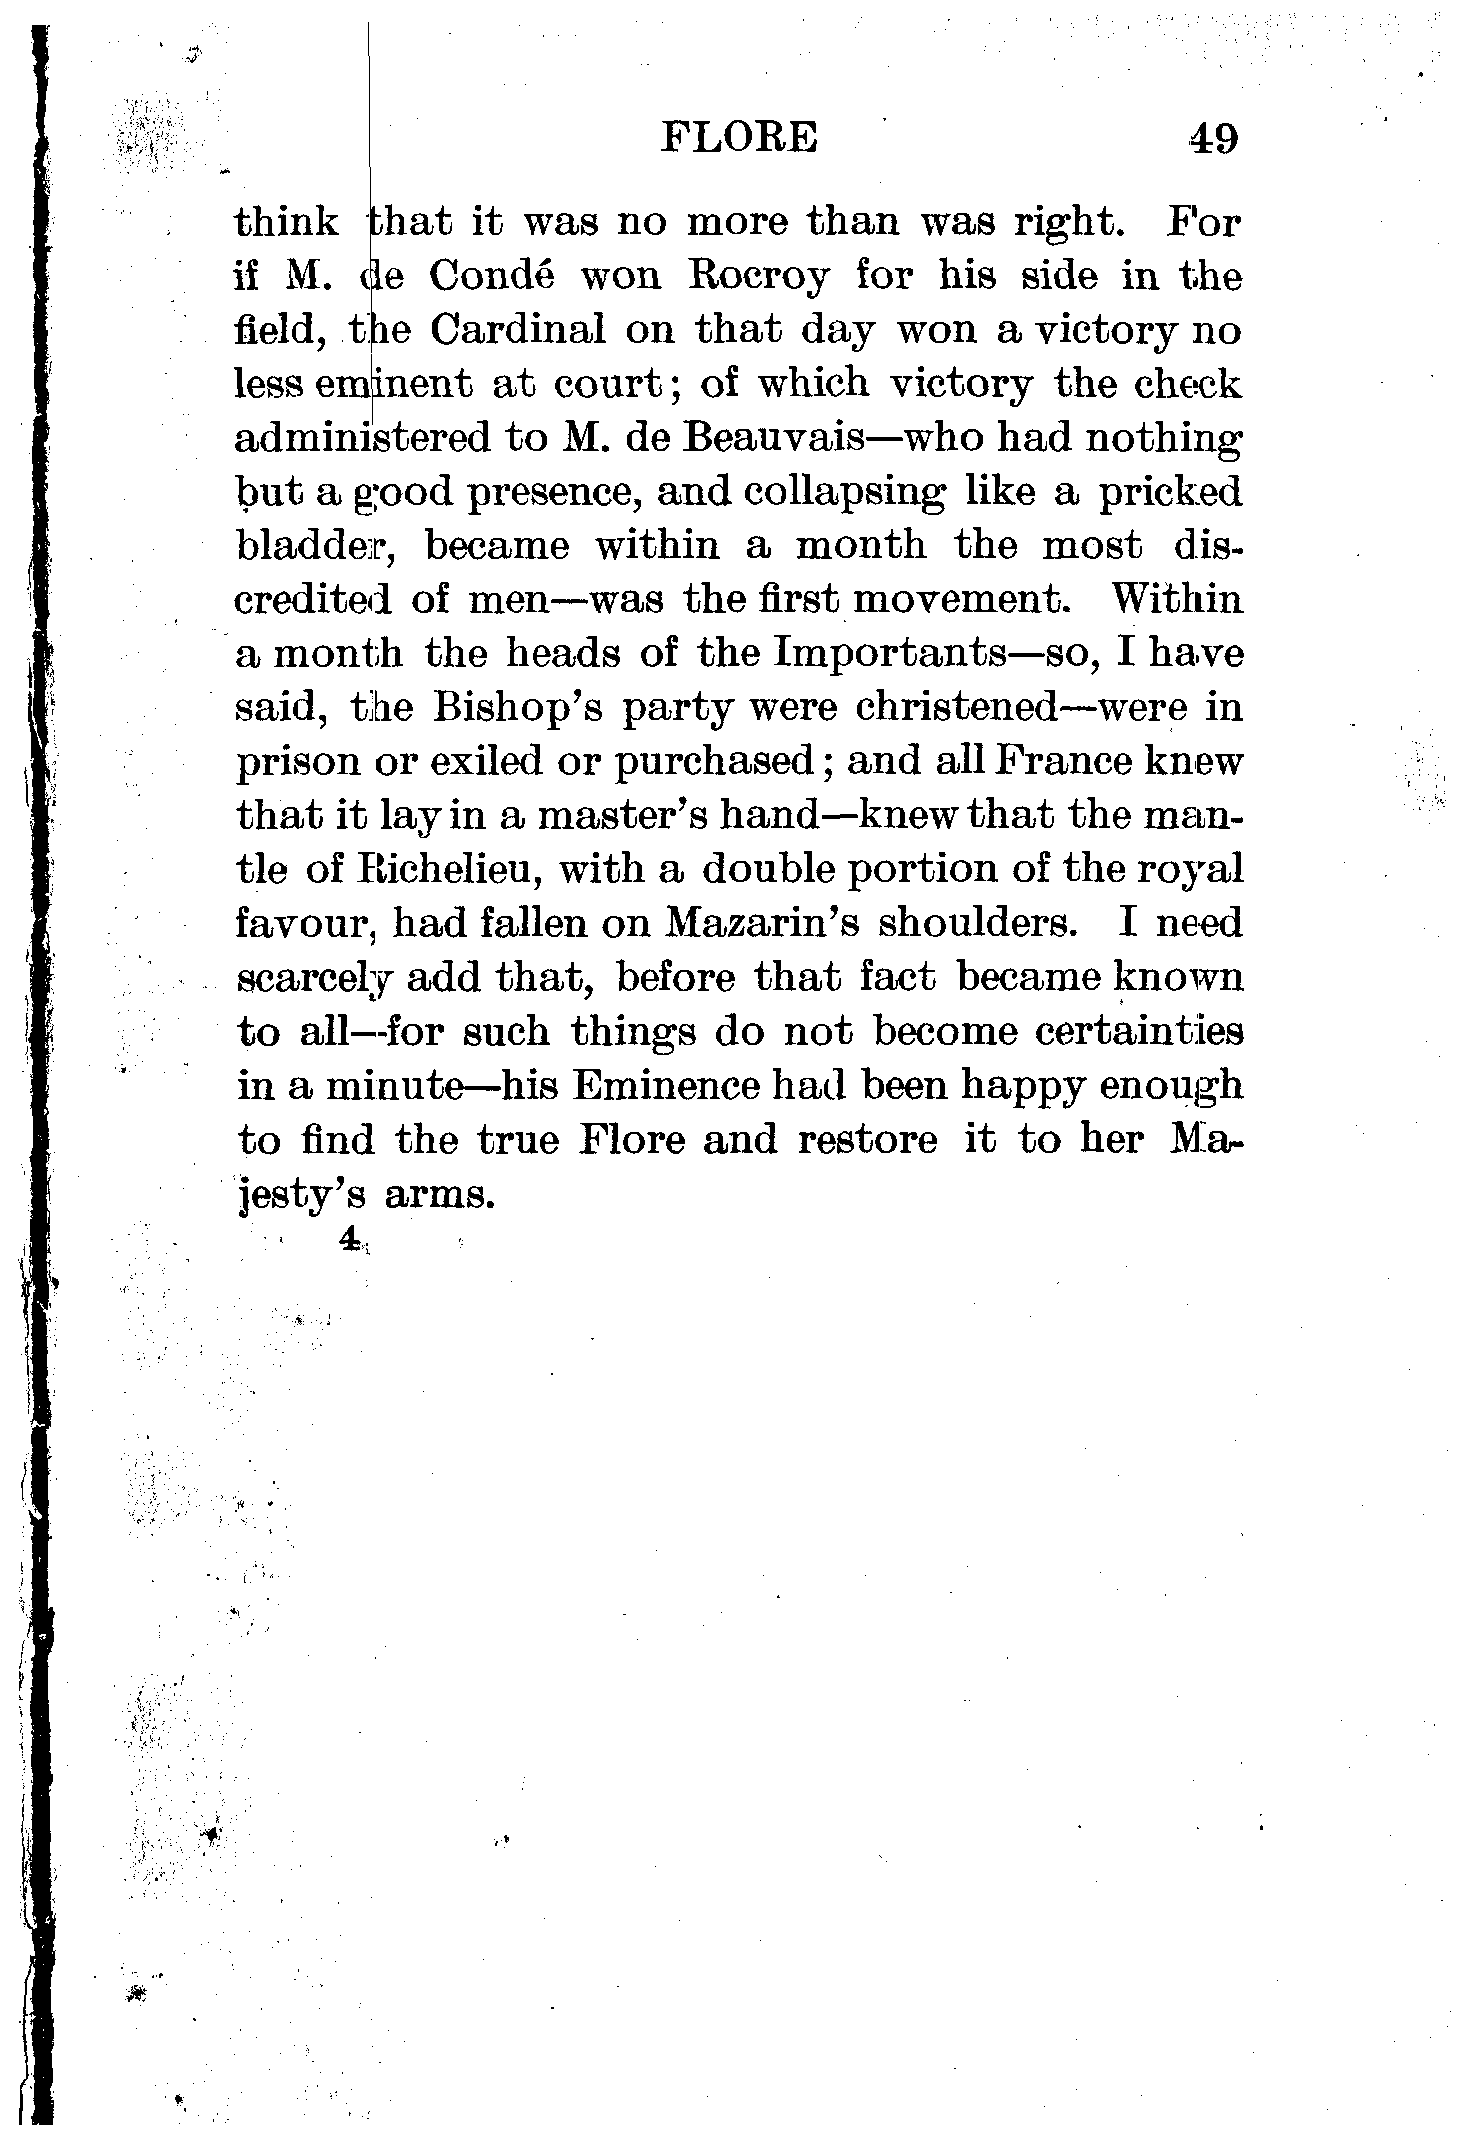 FLORE 49
think that it was no more than was right. For
if M. de Condé won Rocroy for his side in the
field, the Cardinal on that day won a victory no
less eminent at court; of which victory the check
administered to M. de Beauvais—who had nothing
but a good presence, and collapsing like a pricked
bladder, became within a month the most dis-
credited of men—was the first movement. Within
a month the heads of the Importants—so, I have
said, the Bishop's party were christened—were in
prison or exiled or purchased; and all France knew
that it lay in a master's hand—knew that the man-
tle of Richelieu, with a double portion of the royal
favour, had fallen on Mazarin's shoulders. I need
scarcely add that, before that fact became known
to all—for such things do not become certainties
in a minute—his Eminence had been happy enough
to find the true Flore and restore it to her Ma-
jesty's arms.
4